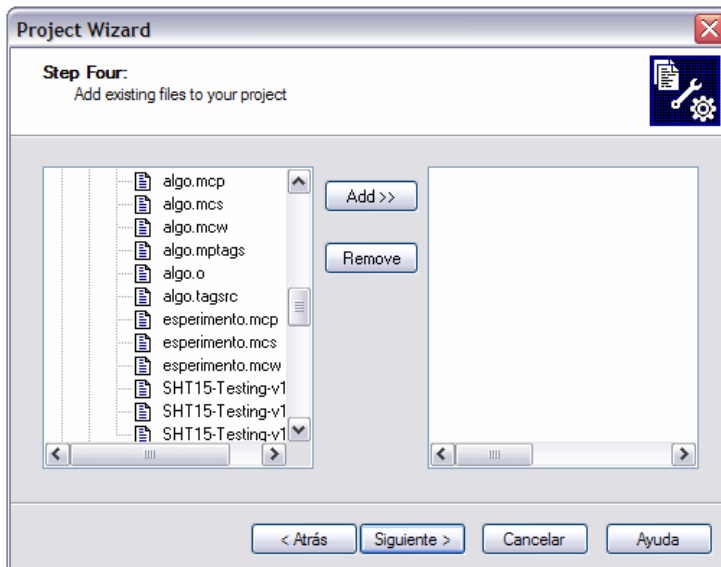 Project Wizard
Step Four:
Add existing files to your project
algo.mcp
algo.mcs
algo.mcw
algo.mptags
algo.o
algo.tagsrc
esperimento.mcp
esperimento.mcs
esperimento.mcw
SHT15-Testing-v1
SHT15-Testing-v1
SHT15-Testing-v1
Add >>
Remove
< Atrás
Siguiente >
Cancelar
Ayuda